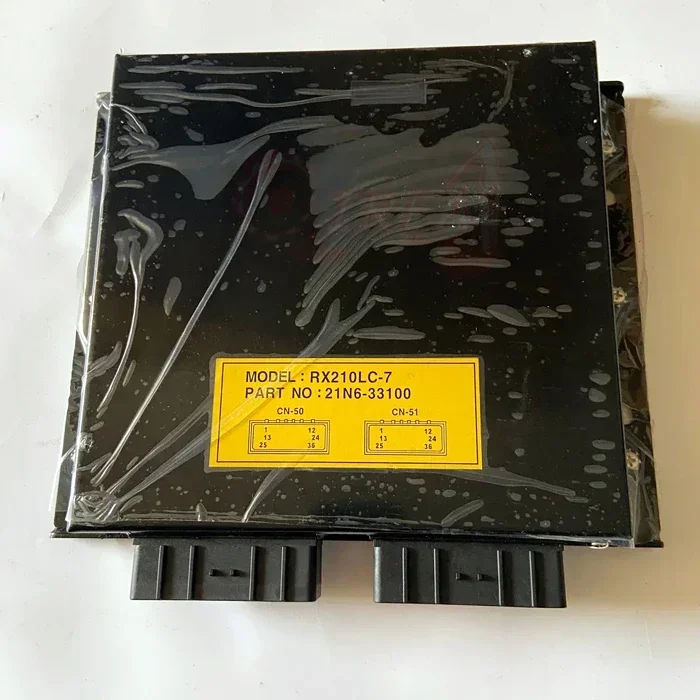 MODEL : RX210LC-7
PART NO : 21N6-33100
CN-50 CN-51
1 12 1 12
13 24 13 24
25 36 25 36